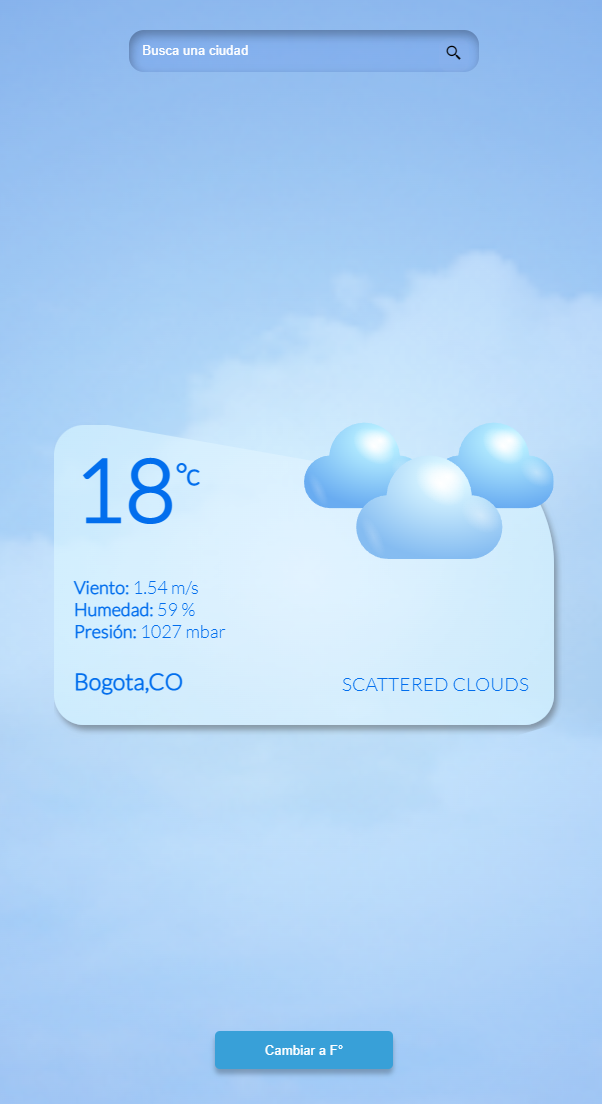 Busca una ciudad
18°C
Viento: 1.54 m/s
Humedad: 59 %
Presión: 1027 mbar
Bogota,CO
SCATTERED CLOUDS
Cambiar a F°